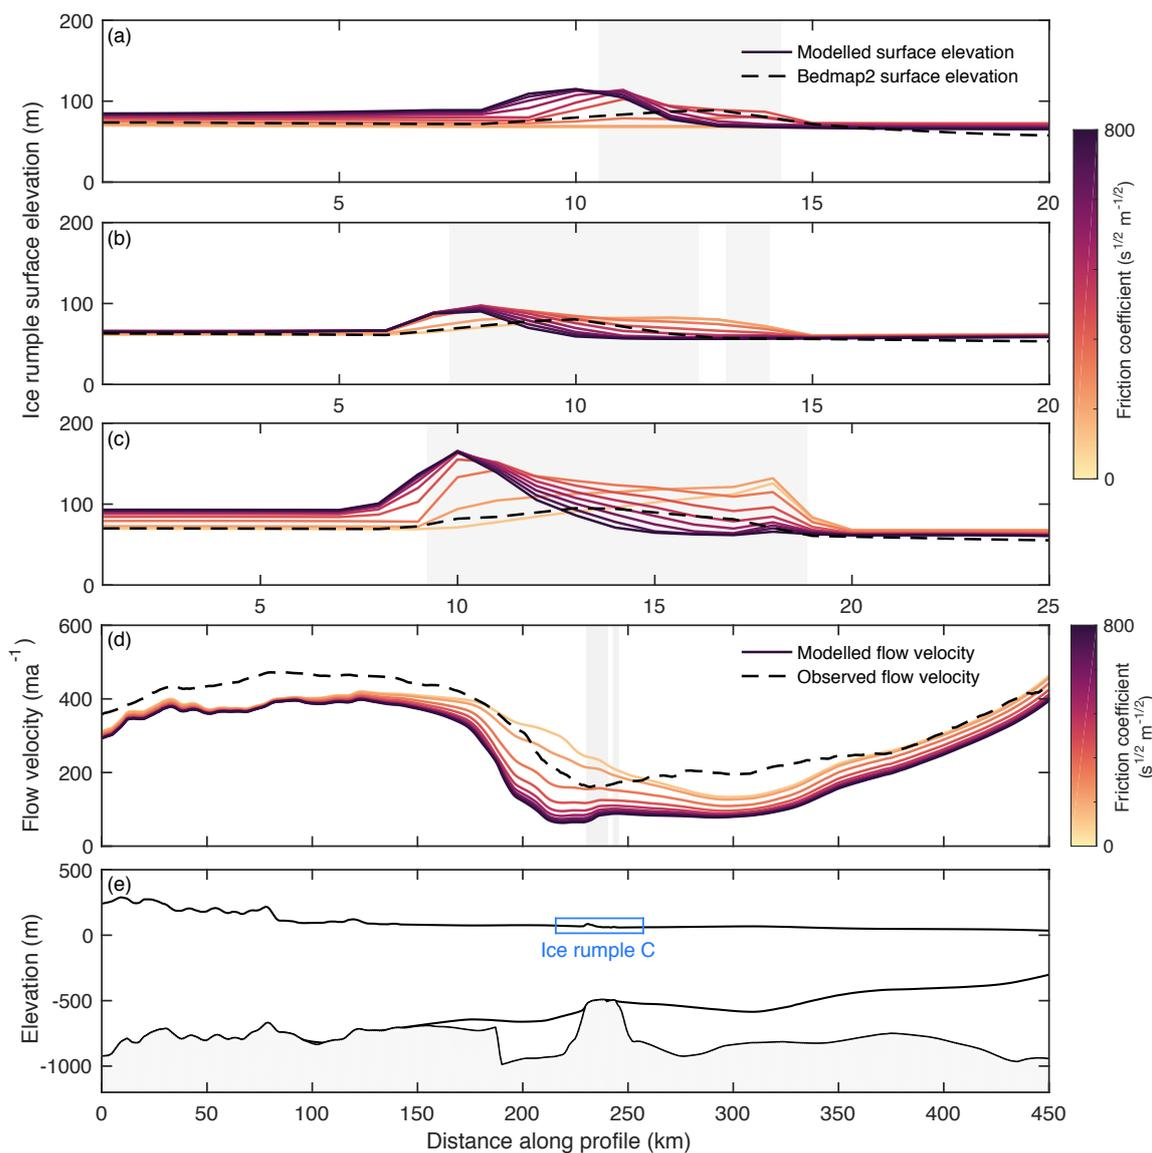 (a)
200
100
0
Modelled surface elevation
Bedmap2 surface elevation
5 10 15 20
Ice rumple surface elevation (m)
(b)
200
100
0
5 10 15 20
(c)
200
100
0
5 10 15 20 25
800
0
Friction coefficient (s^1/2 m^-1/2)
(d)
600
400
200
0
Flow velocity (ma^-1)
Modelled flow velocity
Observed flow velocity
800
0
Friction coefficient
(s^1/2 m^-1/2)
(e)
500
0
-500
-1000
Elevation (m)
Ice rumple C
0 50 100 150 200 250 300 350 400 450
Distance along profile (km)